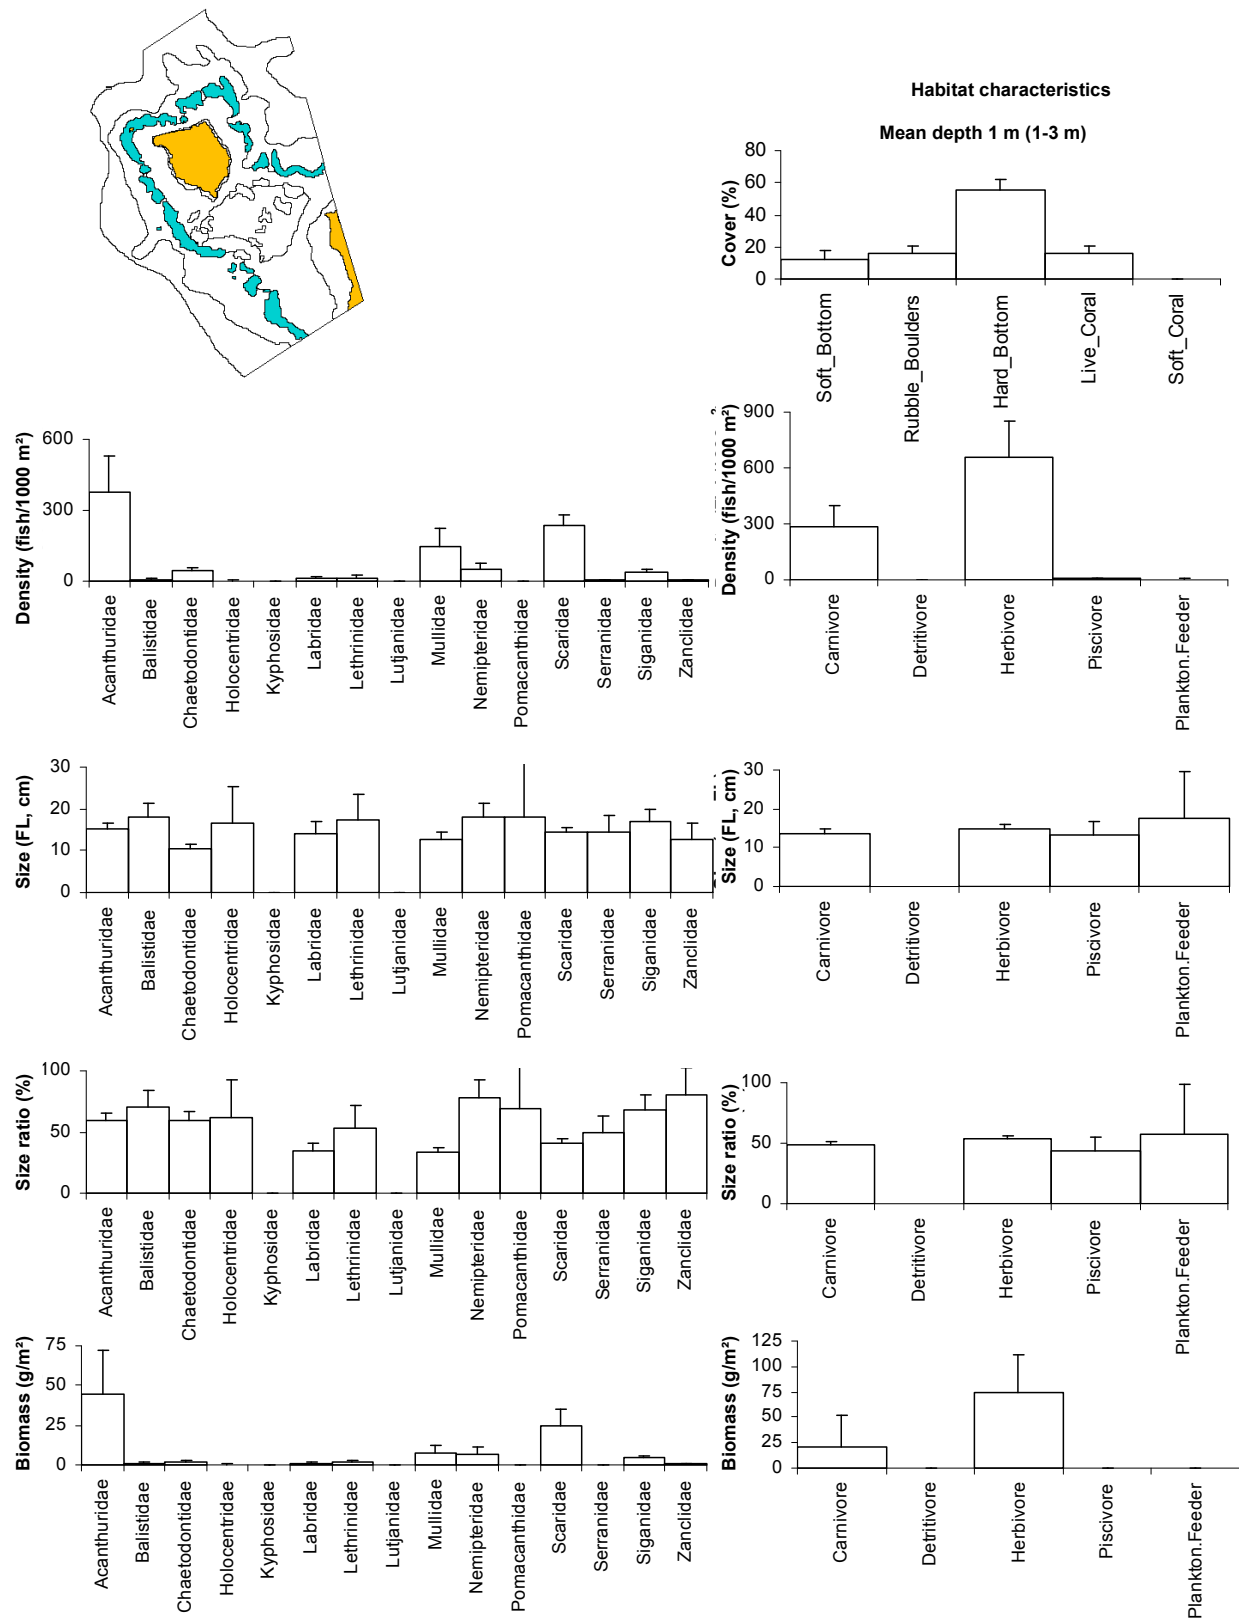 Habitat characteristics
Mean depth 1 m (1-3 m)
Cover (%)
80
60
40
20
0
Soft_Bottom
Rubble_Boulders
Hard_Bottom
Live_Coral
Soft_Coral
Density (fish/1000 m²)
600
300
0
Acanthuridae
Balistidae
Chaetodontidae
Holocentridae
Kyphosidae
Labridae
Lethrinidae
Lutjanidae
Mullidae
Nemipteridae
Pomacanthidae
Scaridae
Serranidae
Siganidae
Zanclidae
Density (fish/1000 m²)
900
600
300
0
Carnivore
Detritivore
Herbivore
Piscivore
Plankton.Feeder
Size (FL, cm)
30
20
10
0
Acanthuridae
Balistidae
Chaetodontidae
Holocentridae
Kyphosidae
Labridae
Lethrinidae
Lutjanidae
Mullidae
Nemipteridae
Pomacanthidae
Scaridae
Serranidae
Siganidae
Zanclidae
Size (FL, cm)
30
20
10
0
Carnivore
Detritivore
Herbivore
Piscivore
Plankton.Feeder
Size ratio (%)
100
50
0
Acanthuridae
Balistidae
Chaetodontidae
Holocentridae
Kyphosidae
Labridae
Lethrinidae
Lutjanidae
Mullidae
Nemipteridae
Pomacanthidae
Scaridae
Serranidae
Siganidae
Zanclidae
Size ratio (%)
100
50
0
Carnivore
Detritivore
Herbivore
Piscivore
Plankton.Feeder
Biomass (g/m²)
75
50
25
0
Acanthuridae
Balistidae
Chaetodontidae
Holocentridae
Kyphosidae
Labridae
Lethrinidae
Lutjanidae
Mullidae
Nemipteridae
Pomacanthidae
Scaridae
Serranidae
Siganidae
Zanclidae
Biomass (g/m²)
125
100
75
50
25
0
Carnivore
Detritivore
Herbivore
Piscivore
Plankton.Feeder